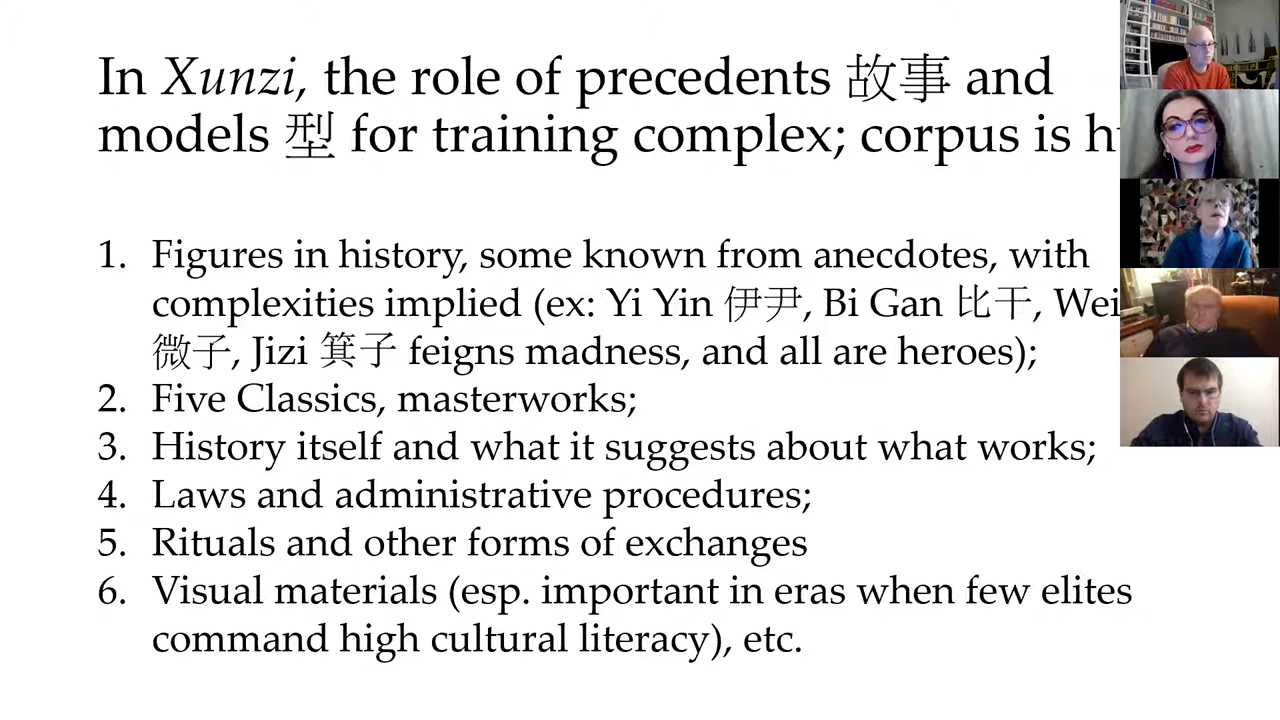 In Xunzi, the role of precedents 故事 and
models 型 for training complex; corpus is
1. Figures in history, some known from anecdotes, with
complexities implied (ex: Yi Yin 伊尹, Bi Gan 比干, Wei
微子, Jizi 箕子 feigns madness, and all are heroes);
2. Five Classics, masterworks;
3. History itself and what it suggests about what works;
4. Laws and administrative procedures;
5. Rituals and other forms of exchanges
6. Visual materials (esp. important in eras when few elites
command high cultural literacy), etc.